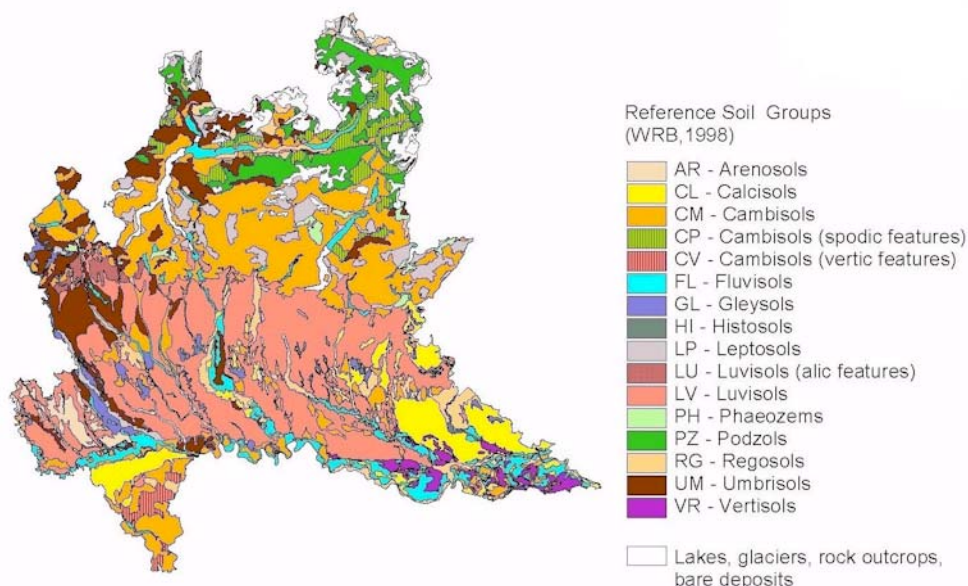 Reference Soil Groups
(WRB,1998)
AR - Arenosols
CL - Calcisols
CM - Cambisols
CP - Cambisols (spodic features)
CV - Cambisols (vertic features)
FL - Fluvisols
GL - Gleysols
HI - Histosols
LP - Leptosols
LU - Luvisols (alic features)
LV - Luvisols
PH - Phaeozems
PZ - Podzols
RG - Regosols
UM - Umbrisols
VR - Vertisols
Lakes, glaciers, rock outcrops,
bare deposits